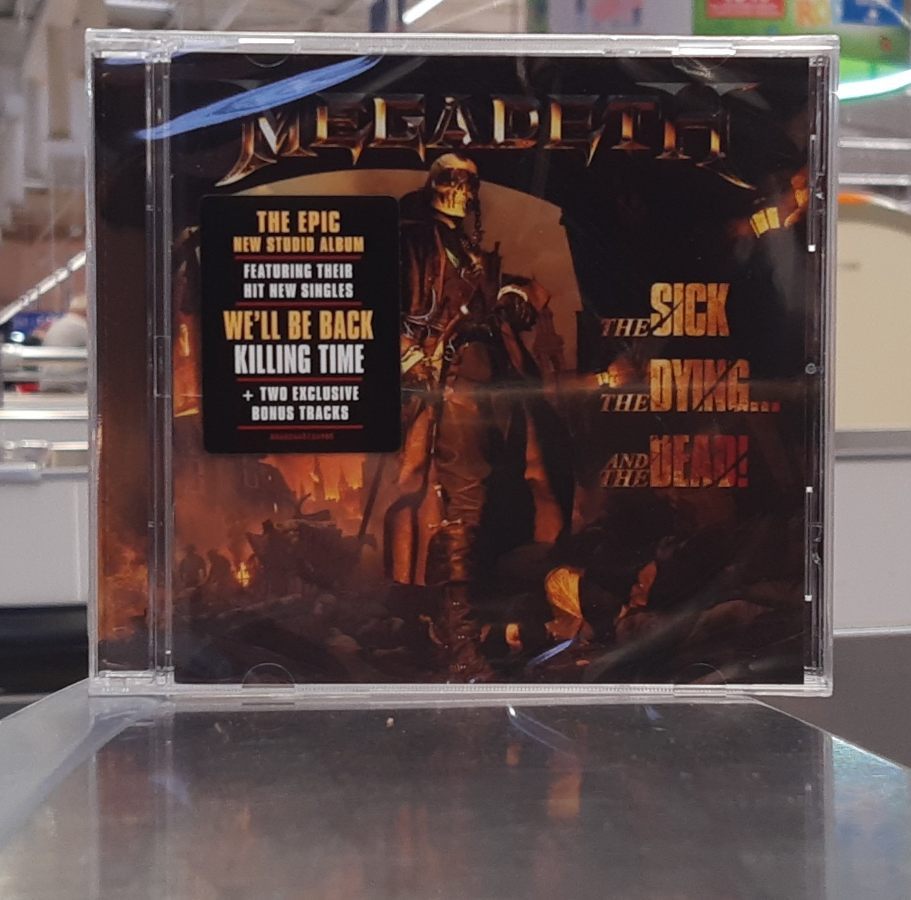 MEGADETH
THE EPIC
NEW STUDIO ALBUM
FEATURING THEIR
HIT NEW SINGLES
WE'LL BE BACK
KILLING TIME
+ TWO EXCLUSIVE
BONUS TRACKS
THE SICK
THE DYING...
AND THE DEAD!